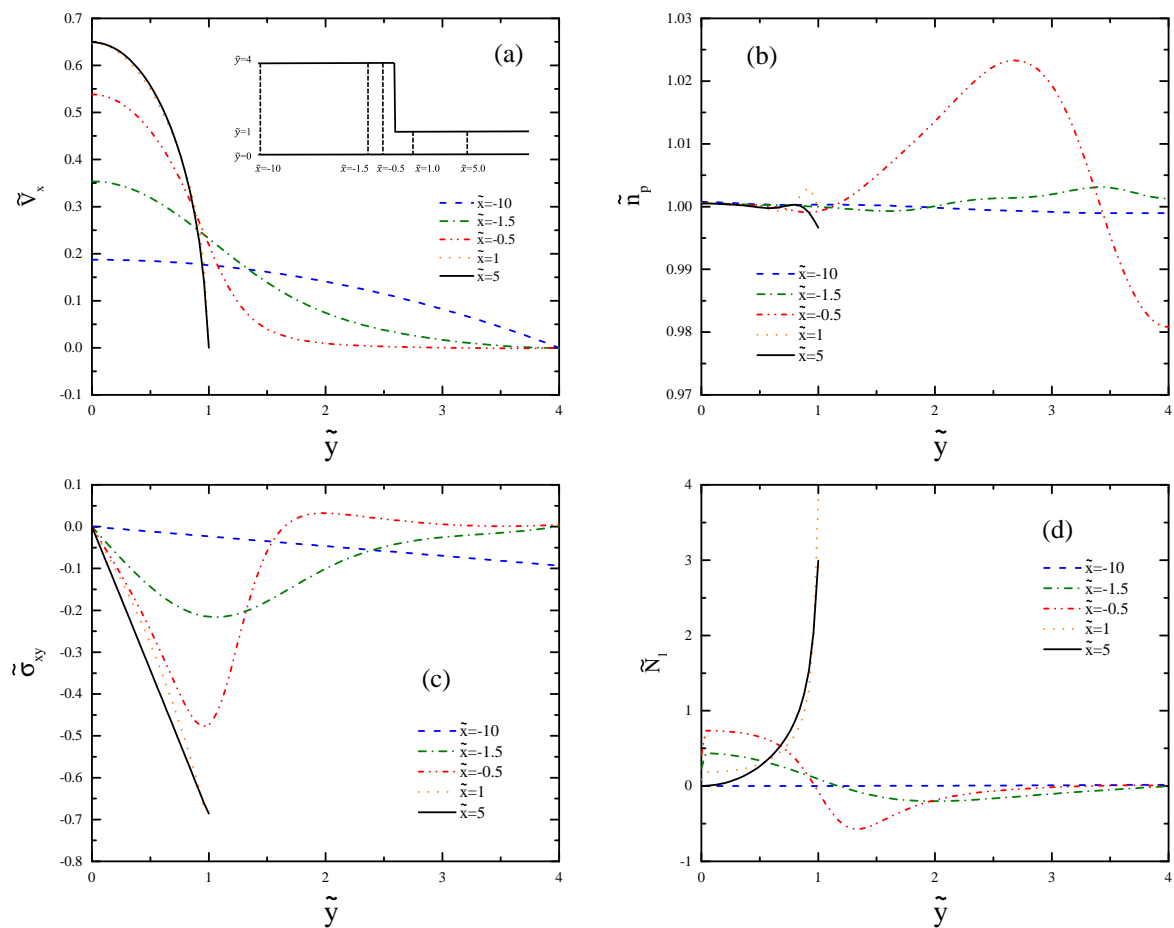 0.7
0.6
0.5
0.4
0.3
0.2
0.1
0.0
-0.1
ṽₓ
(a)
ỹ=4
ỹ=1
ỹ=0
x̃=-10
x̃=-1.5
x̃=-0.5
x̃=1.0
x̃=5.0
x̃=-10
x̃=-1.5
x̃=-0.5
x̃=1
x̃=5
0 1 2 3 4
ỹ
1.03
1.02
1.01
1.00
0.99
0.98
0.97
ñₚ
(b)
x̃=-10
x̃=-1.5
x̃=-0.5
x̃=1
x̃=5
0 1 2 3 4
ỹ
0.1
0.0
-0.1
-0.2
-0.3
-0.4
-0.5
-0.6
-0.7
-0.8
σ̃xy
(c)
x̃=-10
x̃=-1.5
x̃=-0.5
x̃=1
x̃=5
0 1 2 3 4
ỹ
4
3
2
1
0
-1
Ñ₁
(d)
x̃=-10
x̃=-1.5
x̃=-0.5
x̃=1
x̃=5
0 1 2 3 4
ỹ